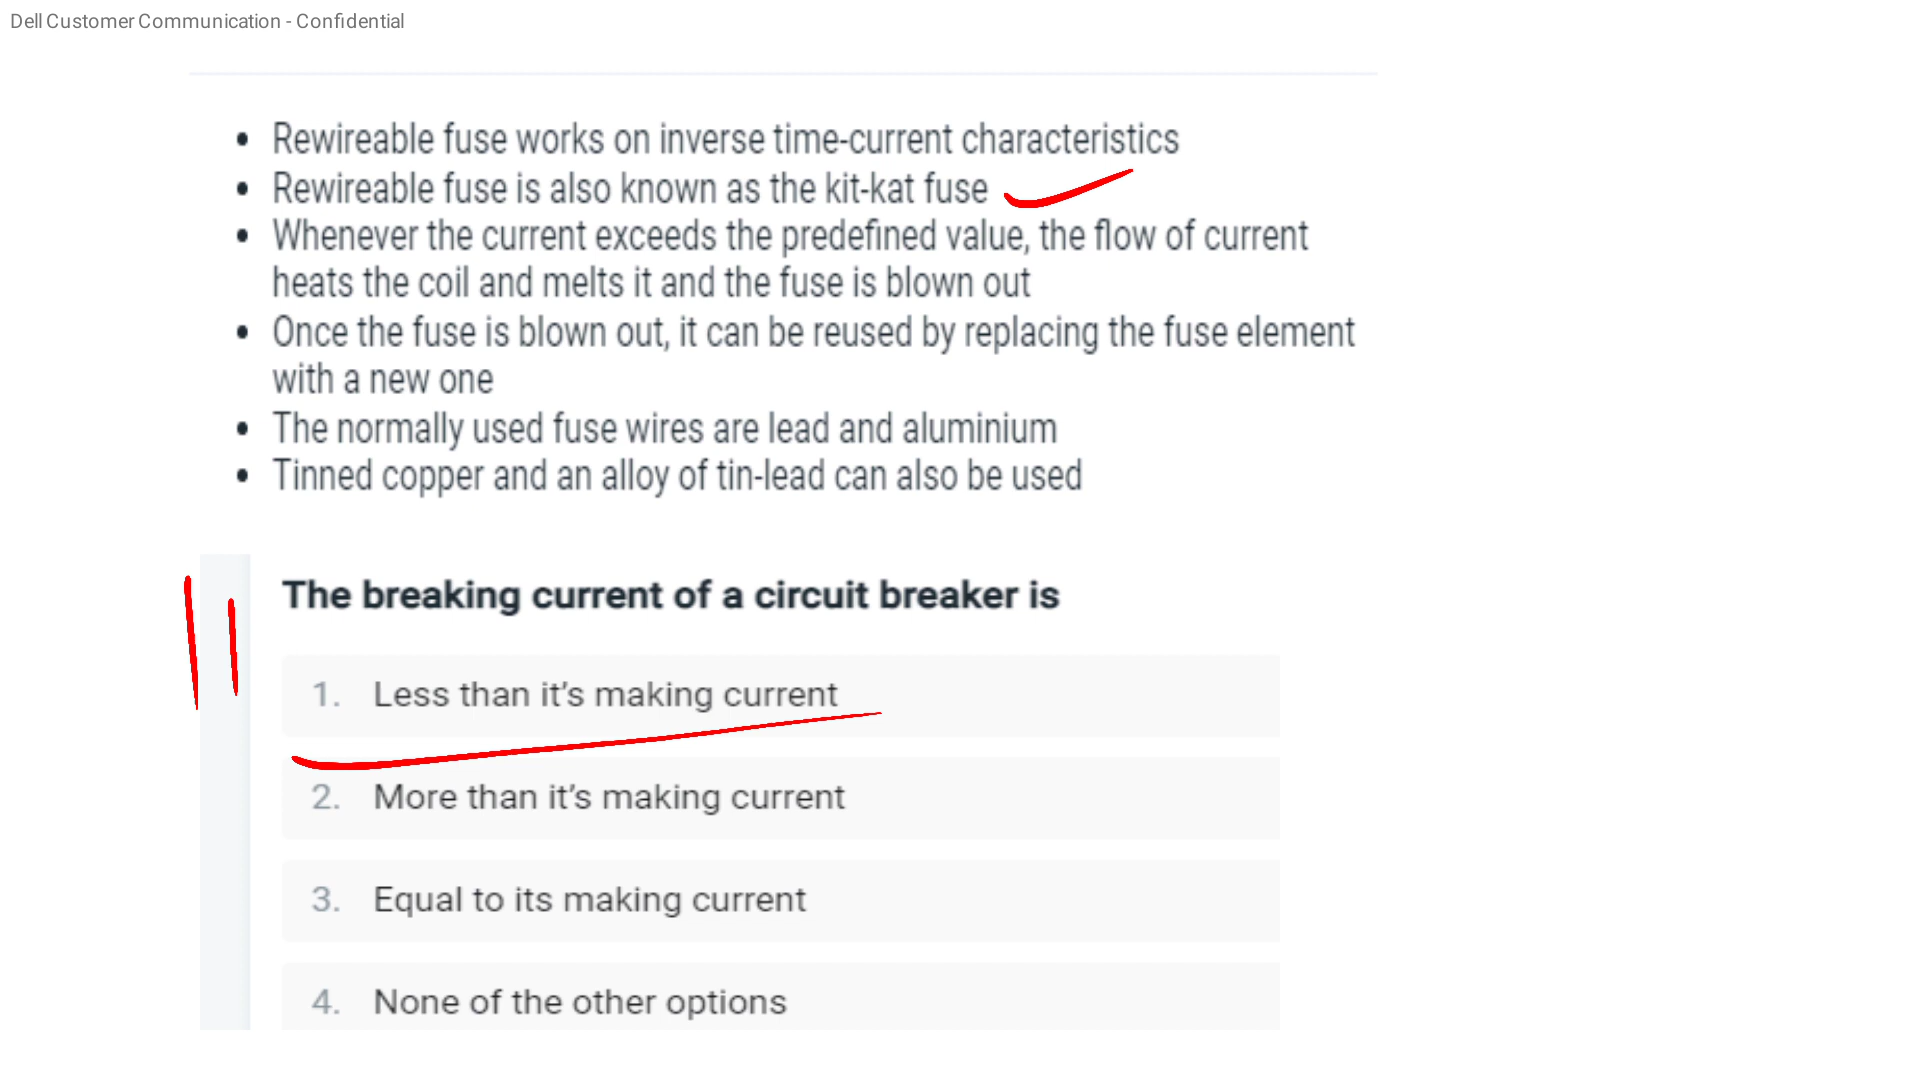 Dell Customer Communication - Confidential
• Rewireable fuse works on inverse time-current characteristics
• Rewireable fuse is also known as the kit-kat fuse
• Whenever the current exceeds the predefined value, the flow of current
heats the coil and melts it and the fuse is blown out
• Once the fuse is blown out, it can be reused by replacing the fuse element
with a new one
• The normally used fuse wires are lead and aluminium
• Tinned copper and an alloy of tin-lead can also be used
The breaking current of a circuit breaker is
1. Less than it's making current
2. More than it's making current
3. Equal to its making current
4. None of the other options